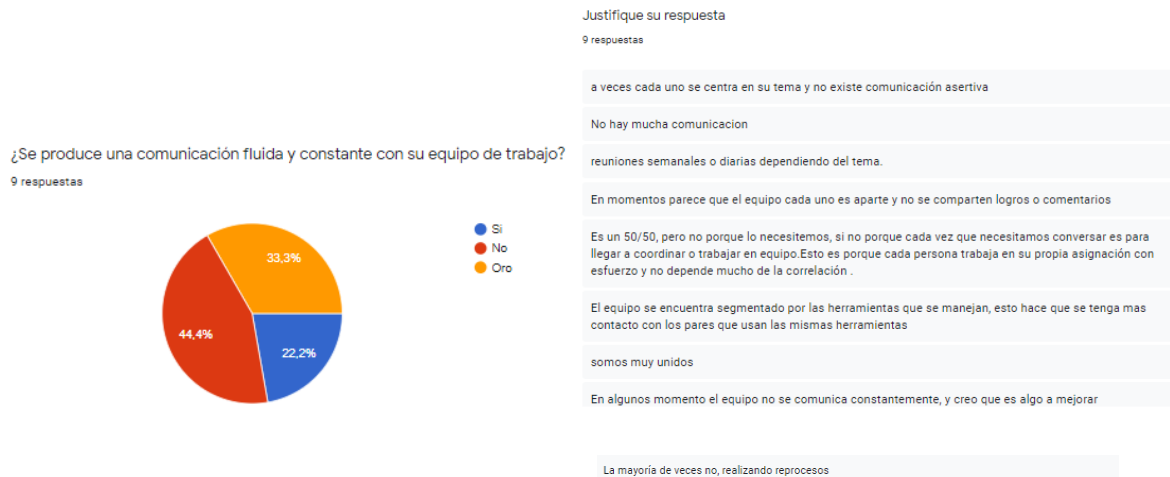 ¿Se produce una comunicación fluida y constante con su equipo de trabajo?
9 respuestas
Si
No
Oro
33,3%
44,4%
22,2%
Justifique su respuesta
9 respuestas
a veces cada uno se centra en su tema y no existe comunicación asertiva
No hay mucha comunicacion
reuniones semanales o diarias dependiendo del tema.
En momentos parece que el equipo cada uno es aparte y no se comparten logros o comentarios
Es un 50/50, pero no porque lo necesitemos, si no porque cada vez que necesitamos conversar es para
llegar a coordinar o trabajar en equipo.Esto es porque cada persona trabaja en su propia asignación con
esfuerzo y no depende mucho de la correlación .
El equipo se encuentra segmentado por las herramientas que se manejan, esto hace que se tenga mas
contacto con los pares que usan las mismas herramientas
somos muy unidos
En algunos momento el equipo no se comunica constantemente, y creo que es algo a mejorar
La mayoría de veces no, realizando reprocesos